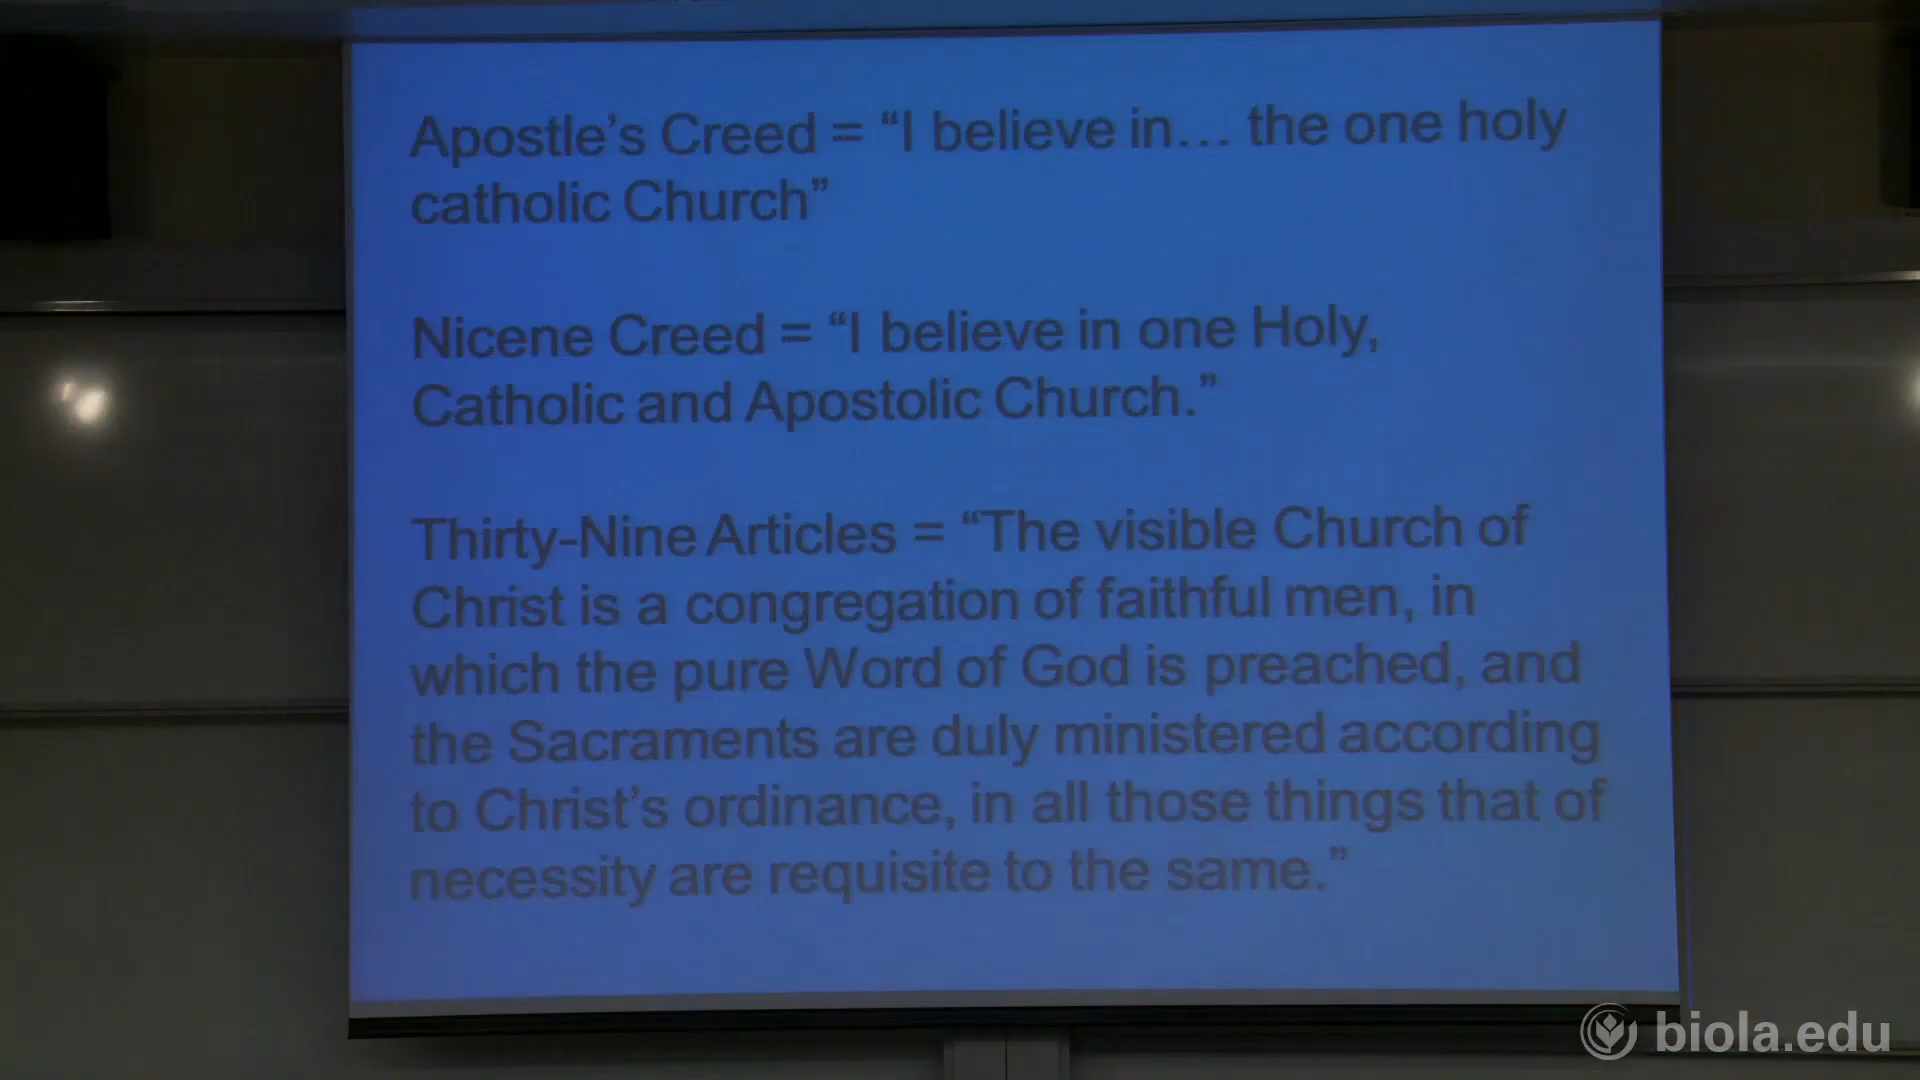 Apostle’s Creed = “I believe in… the one holy
catholic Church”
Nicene Creed = “I believe in one Holy,
Catholic and Apostolic Church.”
Thirty-Nine Articles = “The visible Church of
Christ is a congregation of faithful men, in
which the pure Word of God is preached, and
the Sacraments are duly ministered according
to Christ’s ordinance, in all those things that of
necessity are requisite to the same.”
biola.edu